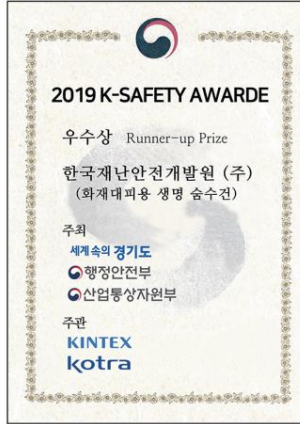 2019 K-SAFETY AWARDE
우수상 Runner-up Prize
한국재난안전개발원 (주)
(화재대피용 생명 숨수건)
주최
세계속의 경기도
행정안전부
산업통상자원부
주관
KINTEX
kotra